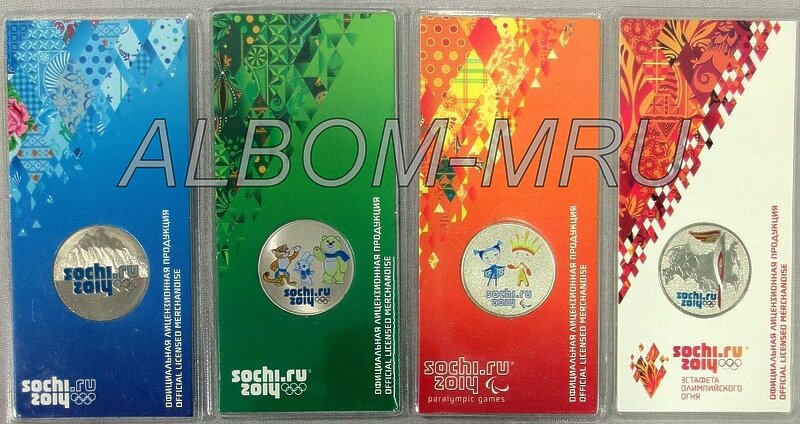 ALBOM-MRU
sochi.ru
2014
sochi.ru
2014
ОФИЦИАЛЬНАЯ ЛИЦЕНЗИОННАЯ ПРОДУКЦИЯ
OFFICIAL LICENSED MERCHANDISE
sochi.ru
2014
sochi.ru
2014
ОФИЦИАЛЬНАЯ ЛИЦЕНЗИОННАЯ ПРОДУКЦИЯ
OFFICIAL LICENSED MERCHANDISE
sochi.ru
2014
sochi.ru
2014
paralympic games
ОФИЦИАЛЬНАЯ ЛИЦЕНЗИОННАЯ ПРОДУКЦИЯ
OFFICIAL LICENSED MERCHANDISE
sochi.ru
2014
sochi.ru
2014
ЭСТАФЕТА
ОЛИМПИЙСКОГО
ОГНЯ
ОФИЦИАЛЬНАЯ ЛИЦЕНЗИОННАЯ ПРОДУКЦИЯ
OFFICIAL LICENSED MERCHANDISE